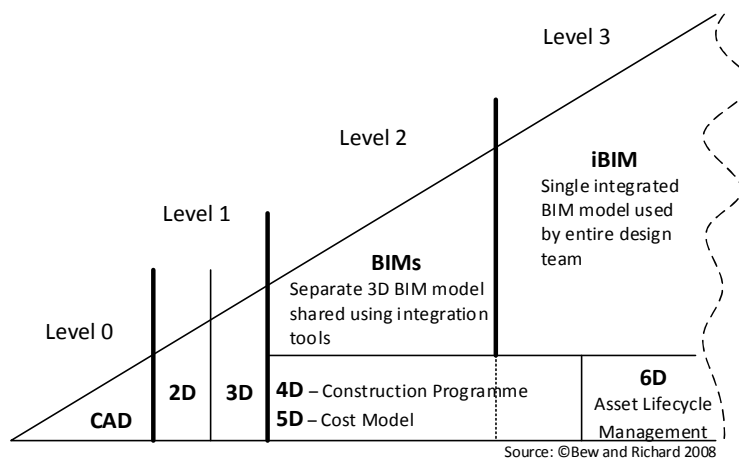 Level 3
Level 2
Level 1
Level 0
iBIM
Single integrated
BIM model used
by entire design
team
BIMs
Separate 3D BIM model
shared using integration
tools
CAD
2D
3D
4D – Construction Programme
5D – Cost Model
6D
Asset Lifecycle
Management
Source: ©Bew and Richard 2008